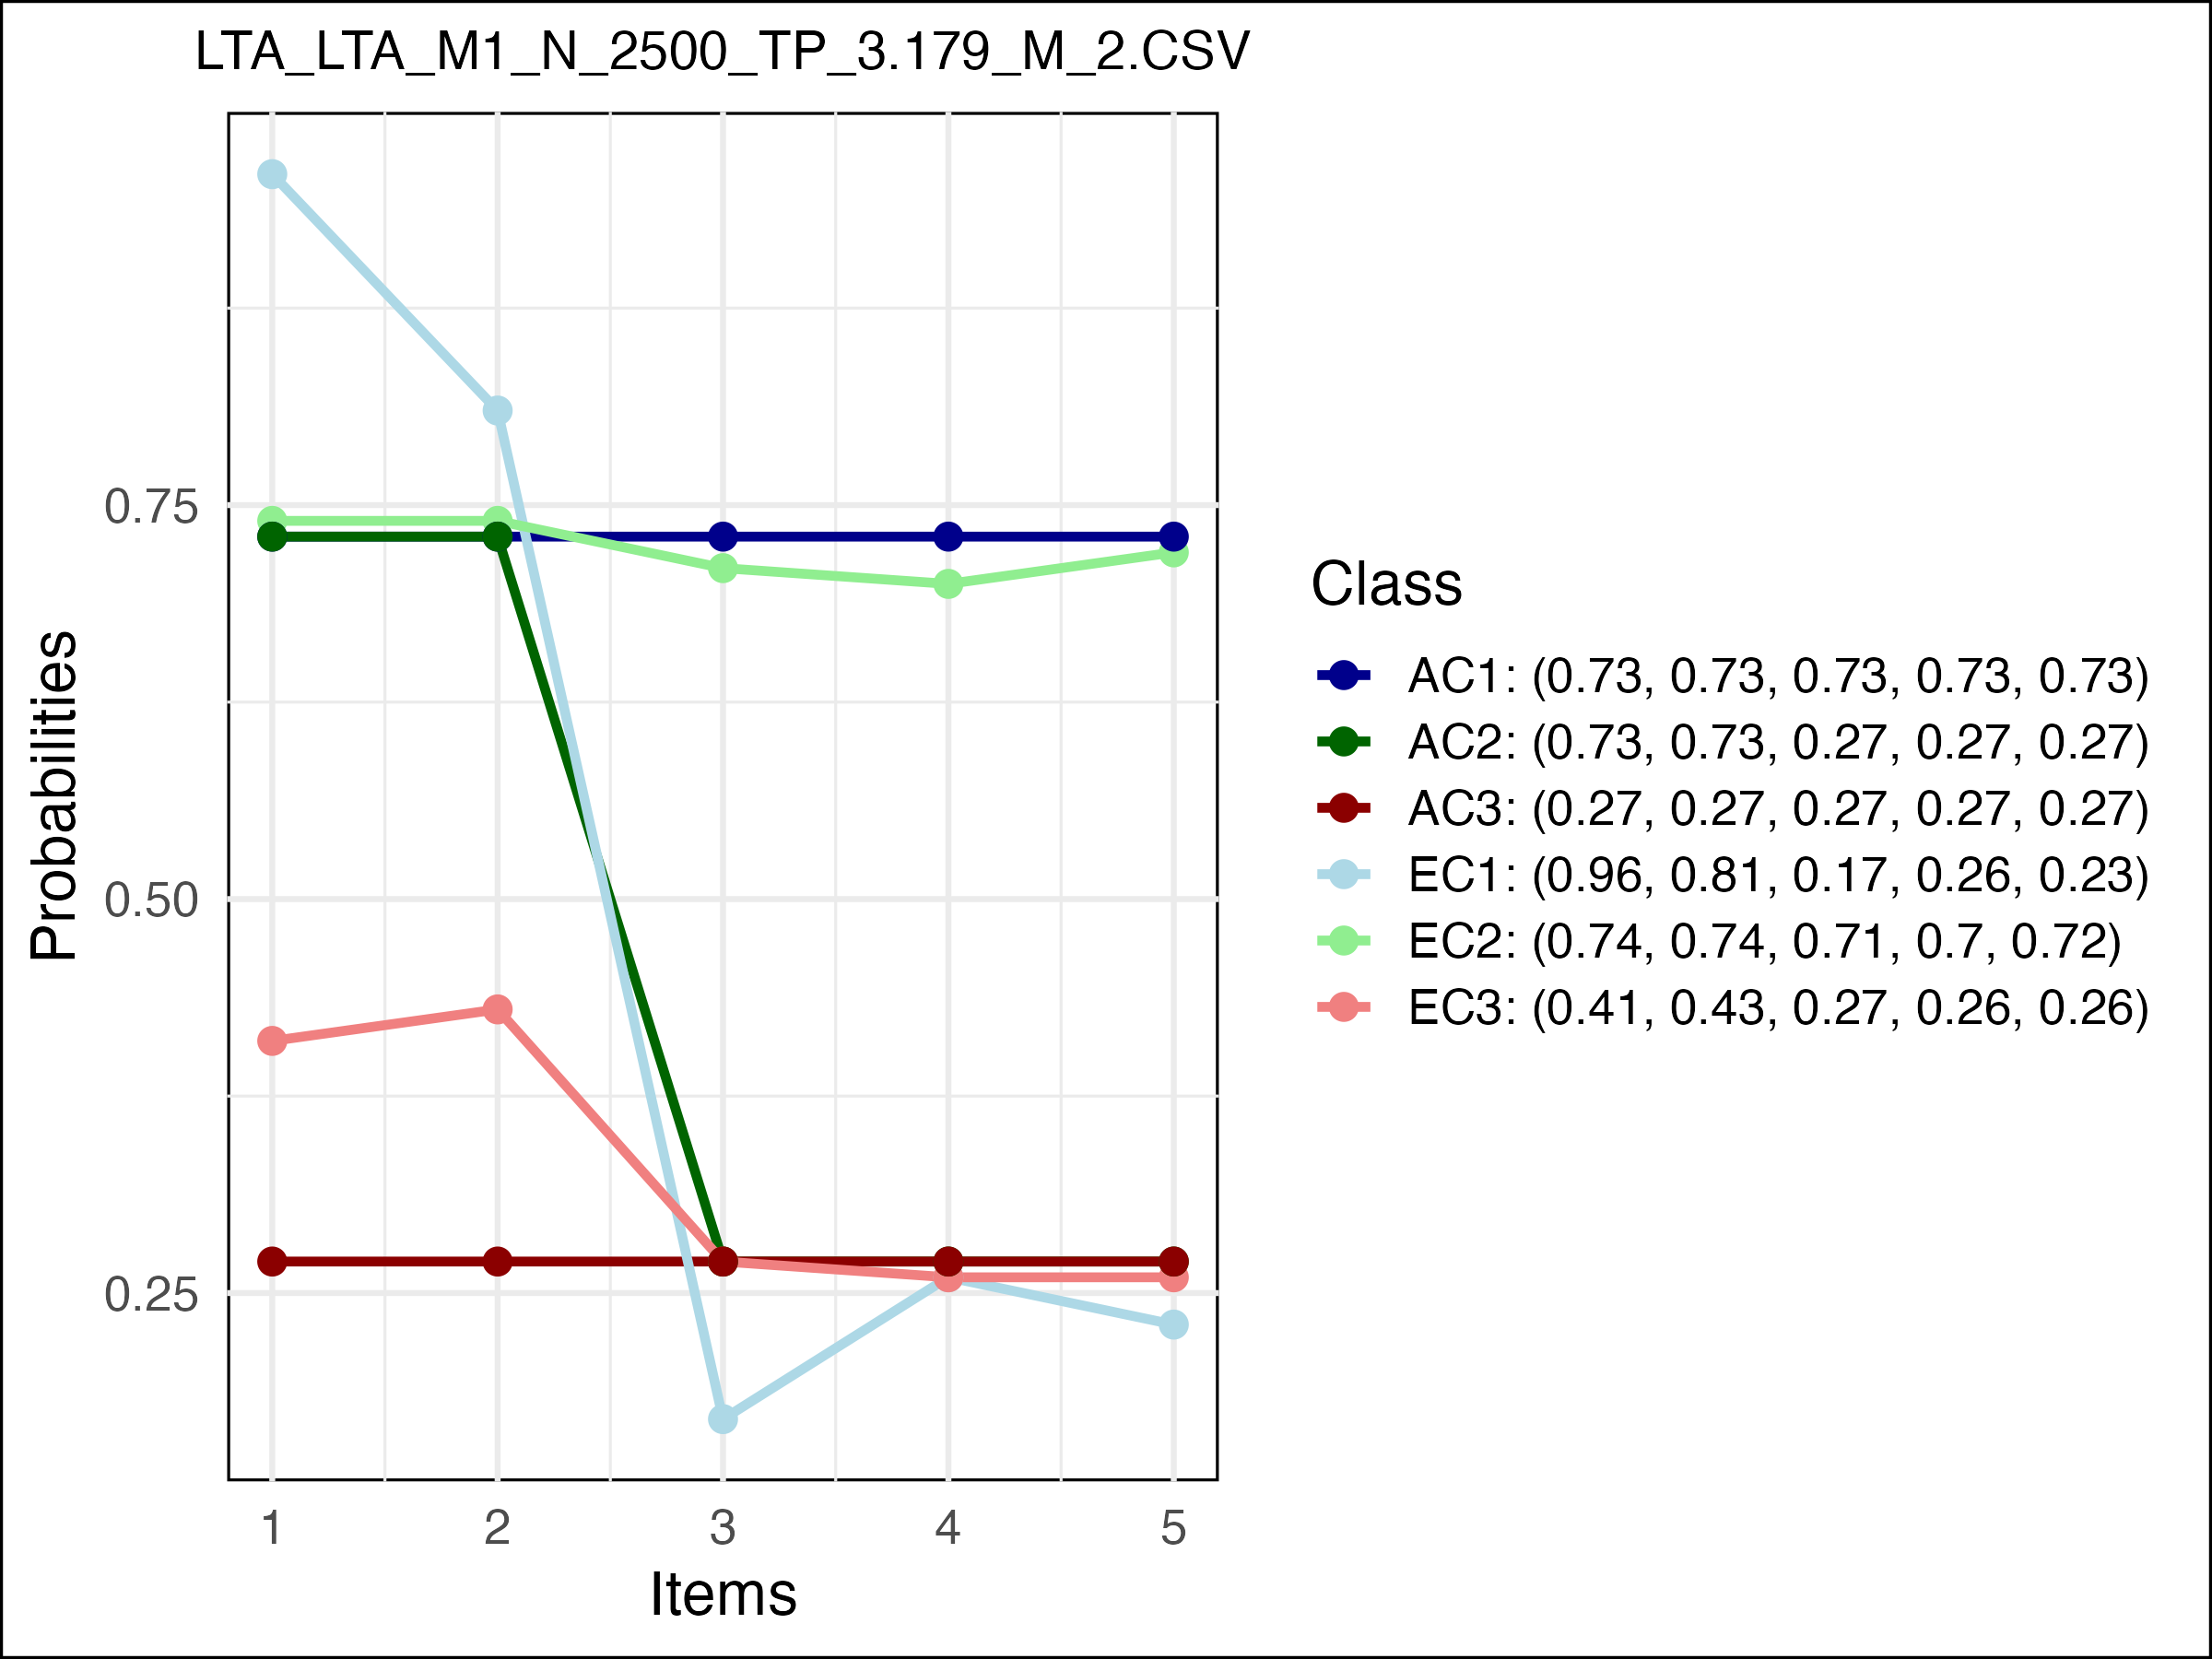 LTA_LTA_M1_N_2500_TP_3.179_M_2.CSV
Probabilities
0.75
0.50
0.25
1 2 3 4 5
Items
Class
AC1: (0.73, 0.73, 0.73, 0.73, 0.73)
AC2: (0.73, 0.73, 0.27, 0.27, 0.27)
AC3: (0.27, 0.27, 0.27, 0.27, 0.27)
EC1: (0.96, 0.81, 0.17, 0.26, 0.23)
EC2: (0.74, 0.74, 0.71, 0.7, 0.72)
EC3: (0.41, 0.43, 0.27, 0.26, 0.26)